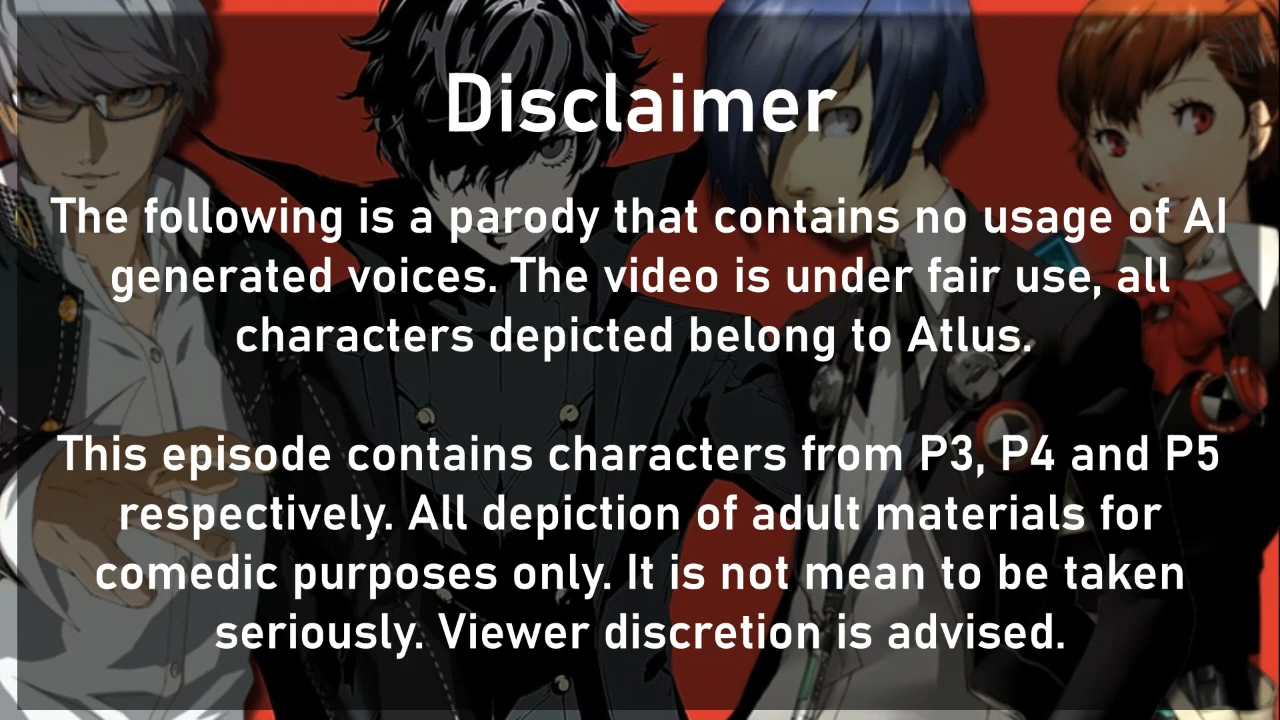 Disclaimer
The following is a parody that contains no usage of AI
generated voices. The video is under fair use, all
characters depicted belong to Atlus.
This episode contains characters from P3, P4 and P5
respectively. All depiction of adult materials for
comedic purposes only. It is not mean to be taken
seriously. Viewer discretion is advised.